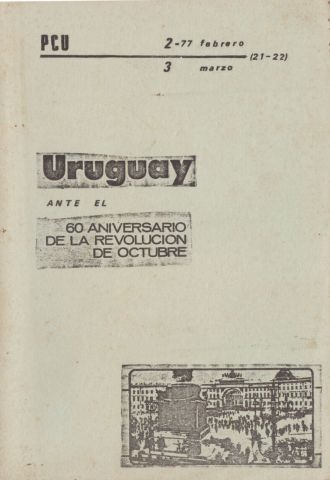 PCU
2-77 febrero
3 marzo
(21-22)
Uruguay
ANTE EL
60 ANIVERSARIO
DE LA REVOLUCION
DE OCTUBRE